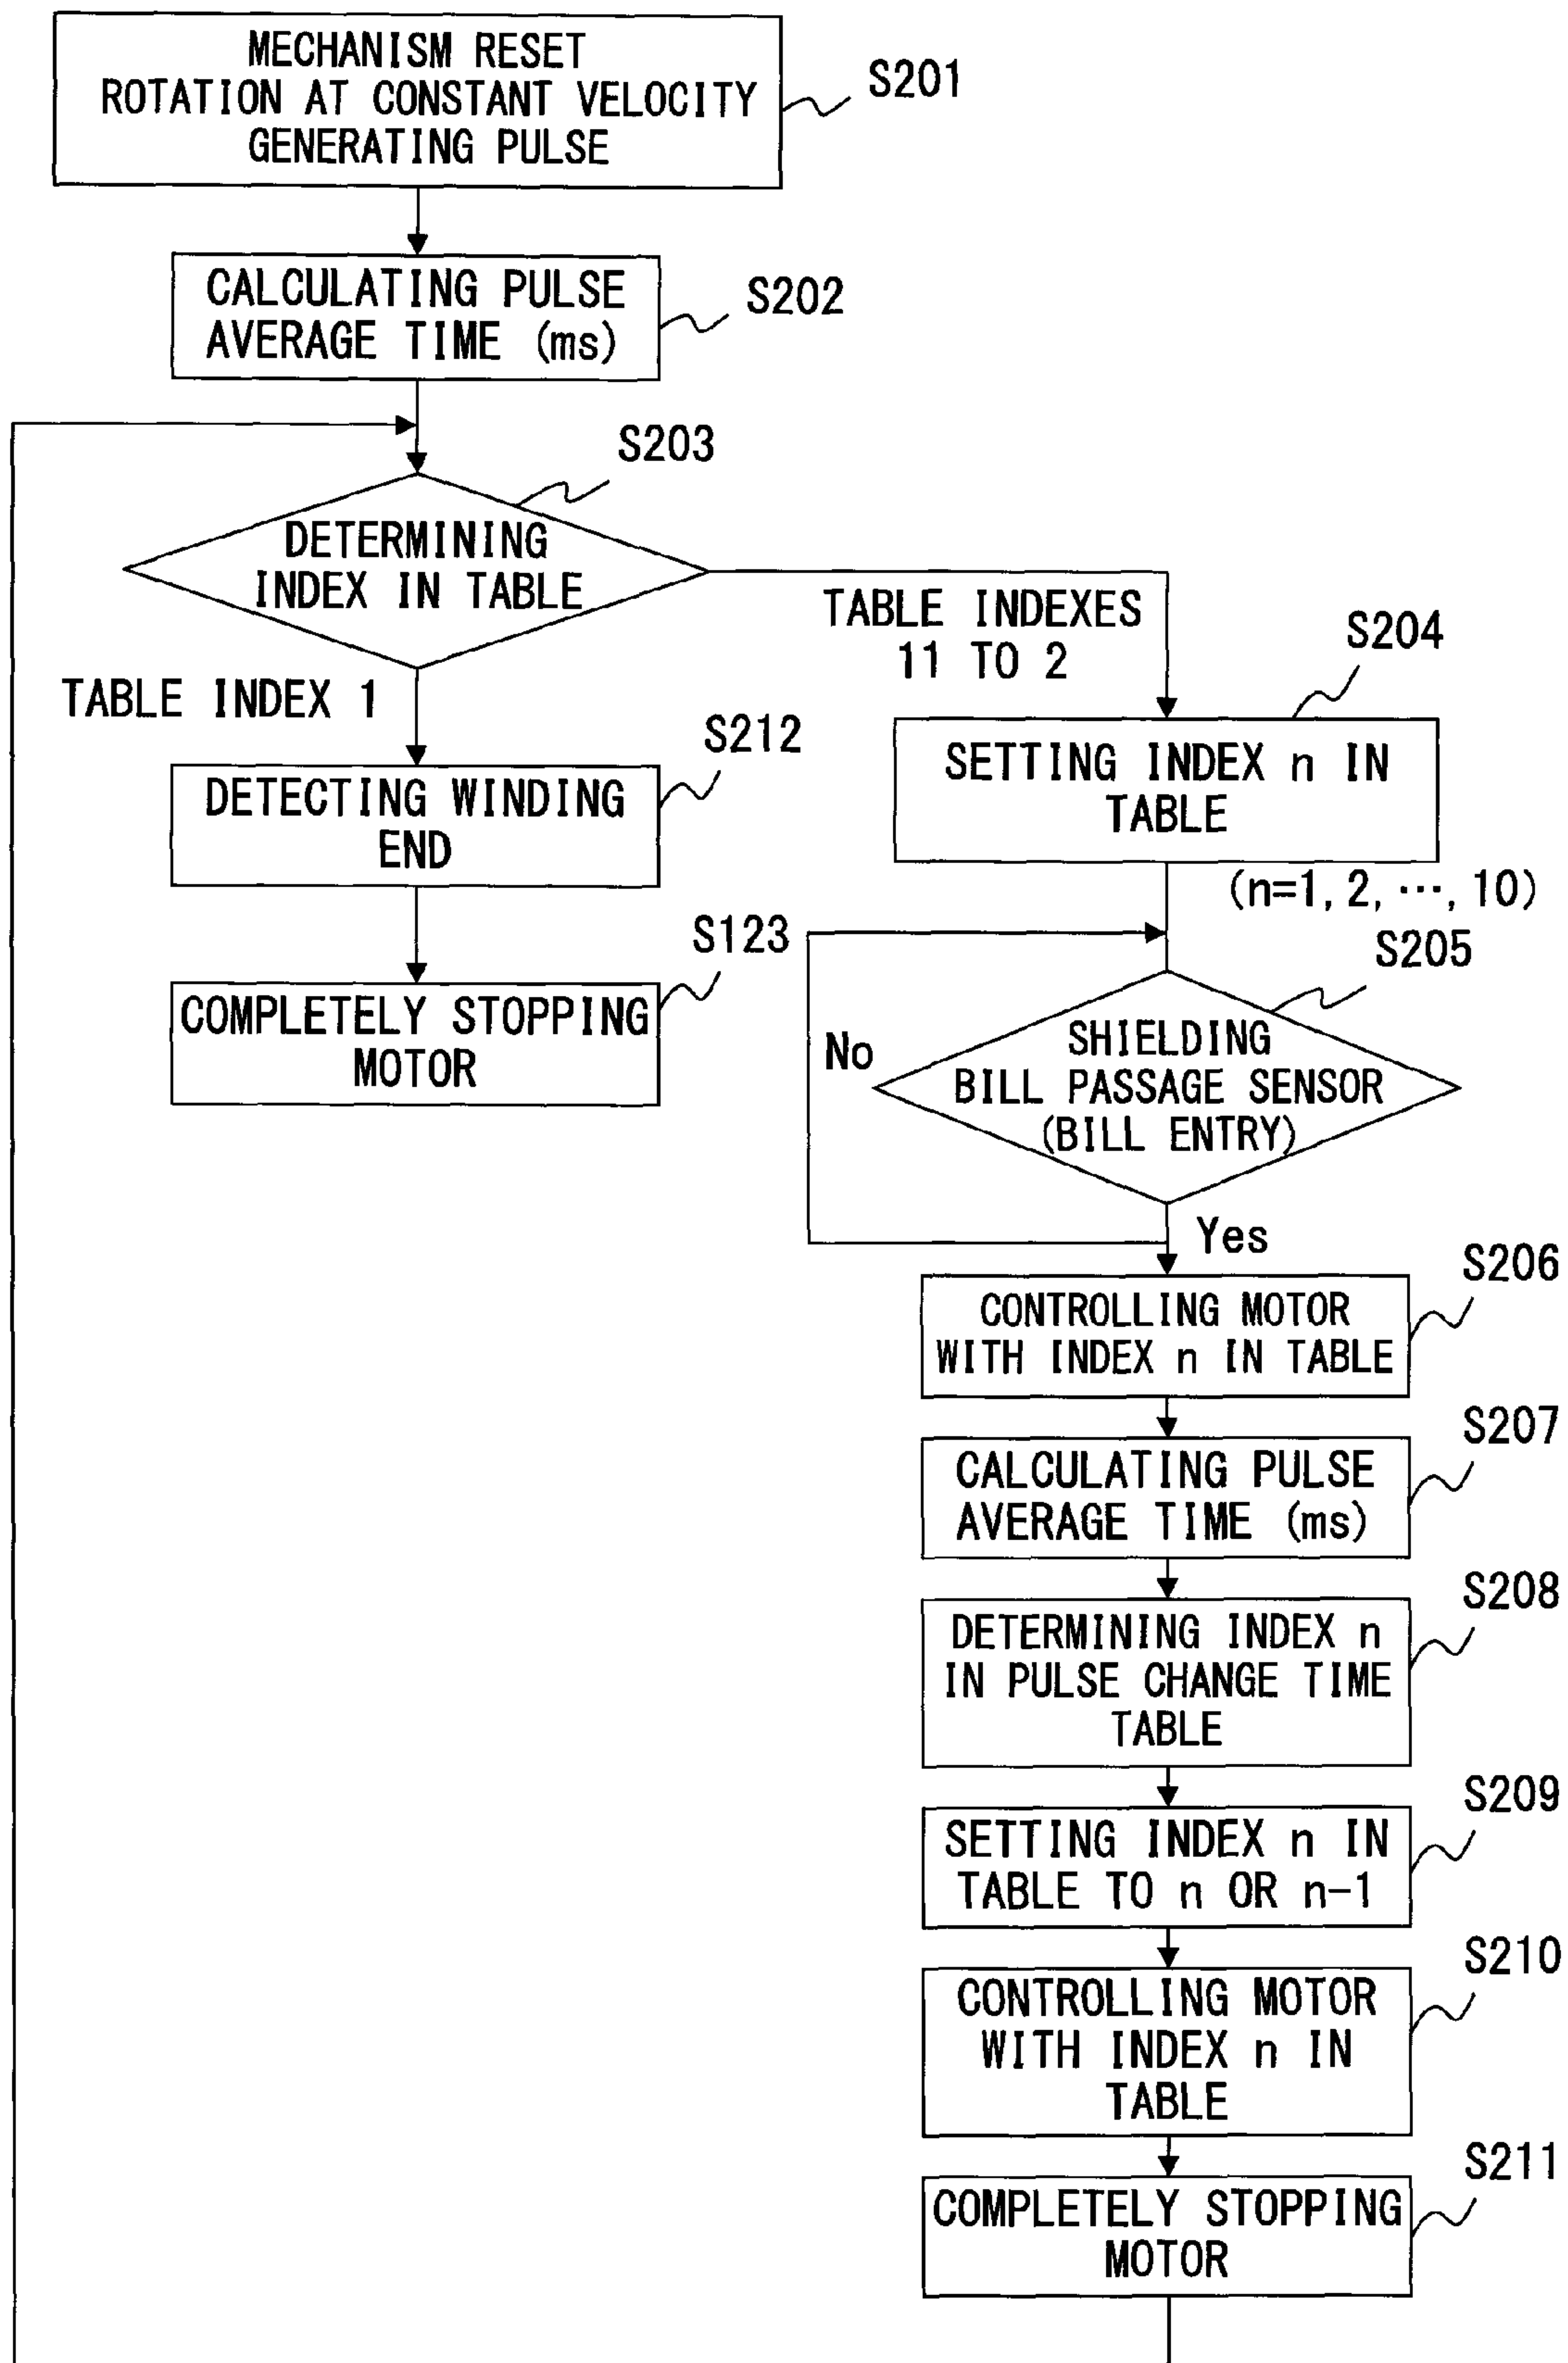 MECHANISM RESET
ROTATION AT CONSTANT VELOCITY
GENERATING PULSE
S201
CALCULATING PULSE
AVERAGE TIME (ms)
S202
S203
DETERMINING
INDEX IN TABLE
TABLE INDEXES
11 TO 2
TABLE INDEX 1
S204
SETTING INDEX n IN
TABLE
(n=1, 2, ⋯, 10)
S212
DETECTING WINDING
END
S123
COMPLETELY STOPPING
MOTOR
S205
SHIELDING
BILL PASSAGE SENSOR
(BILL ENTRY)
No
Yes
S206
CONTROLLING MOTOR
WITH INDEX n IN TABLE
S207
CALCULATING PULSE
AVERAGE TIME (ms)
S208
DETERMINING INDEX n
IN PULSE CHANGE TIME
TABLE
S209
SETTING INDEX n IN
TABLE TO n OR n-1
S210
CONTROLLING MOTOR
WITH INDEX n IN
TABLE
S211
COMPLETELY STOPPING
MOTOR